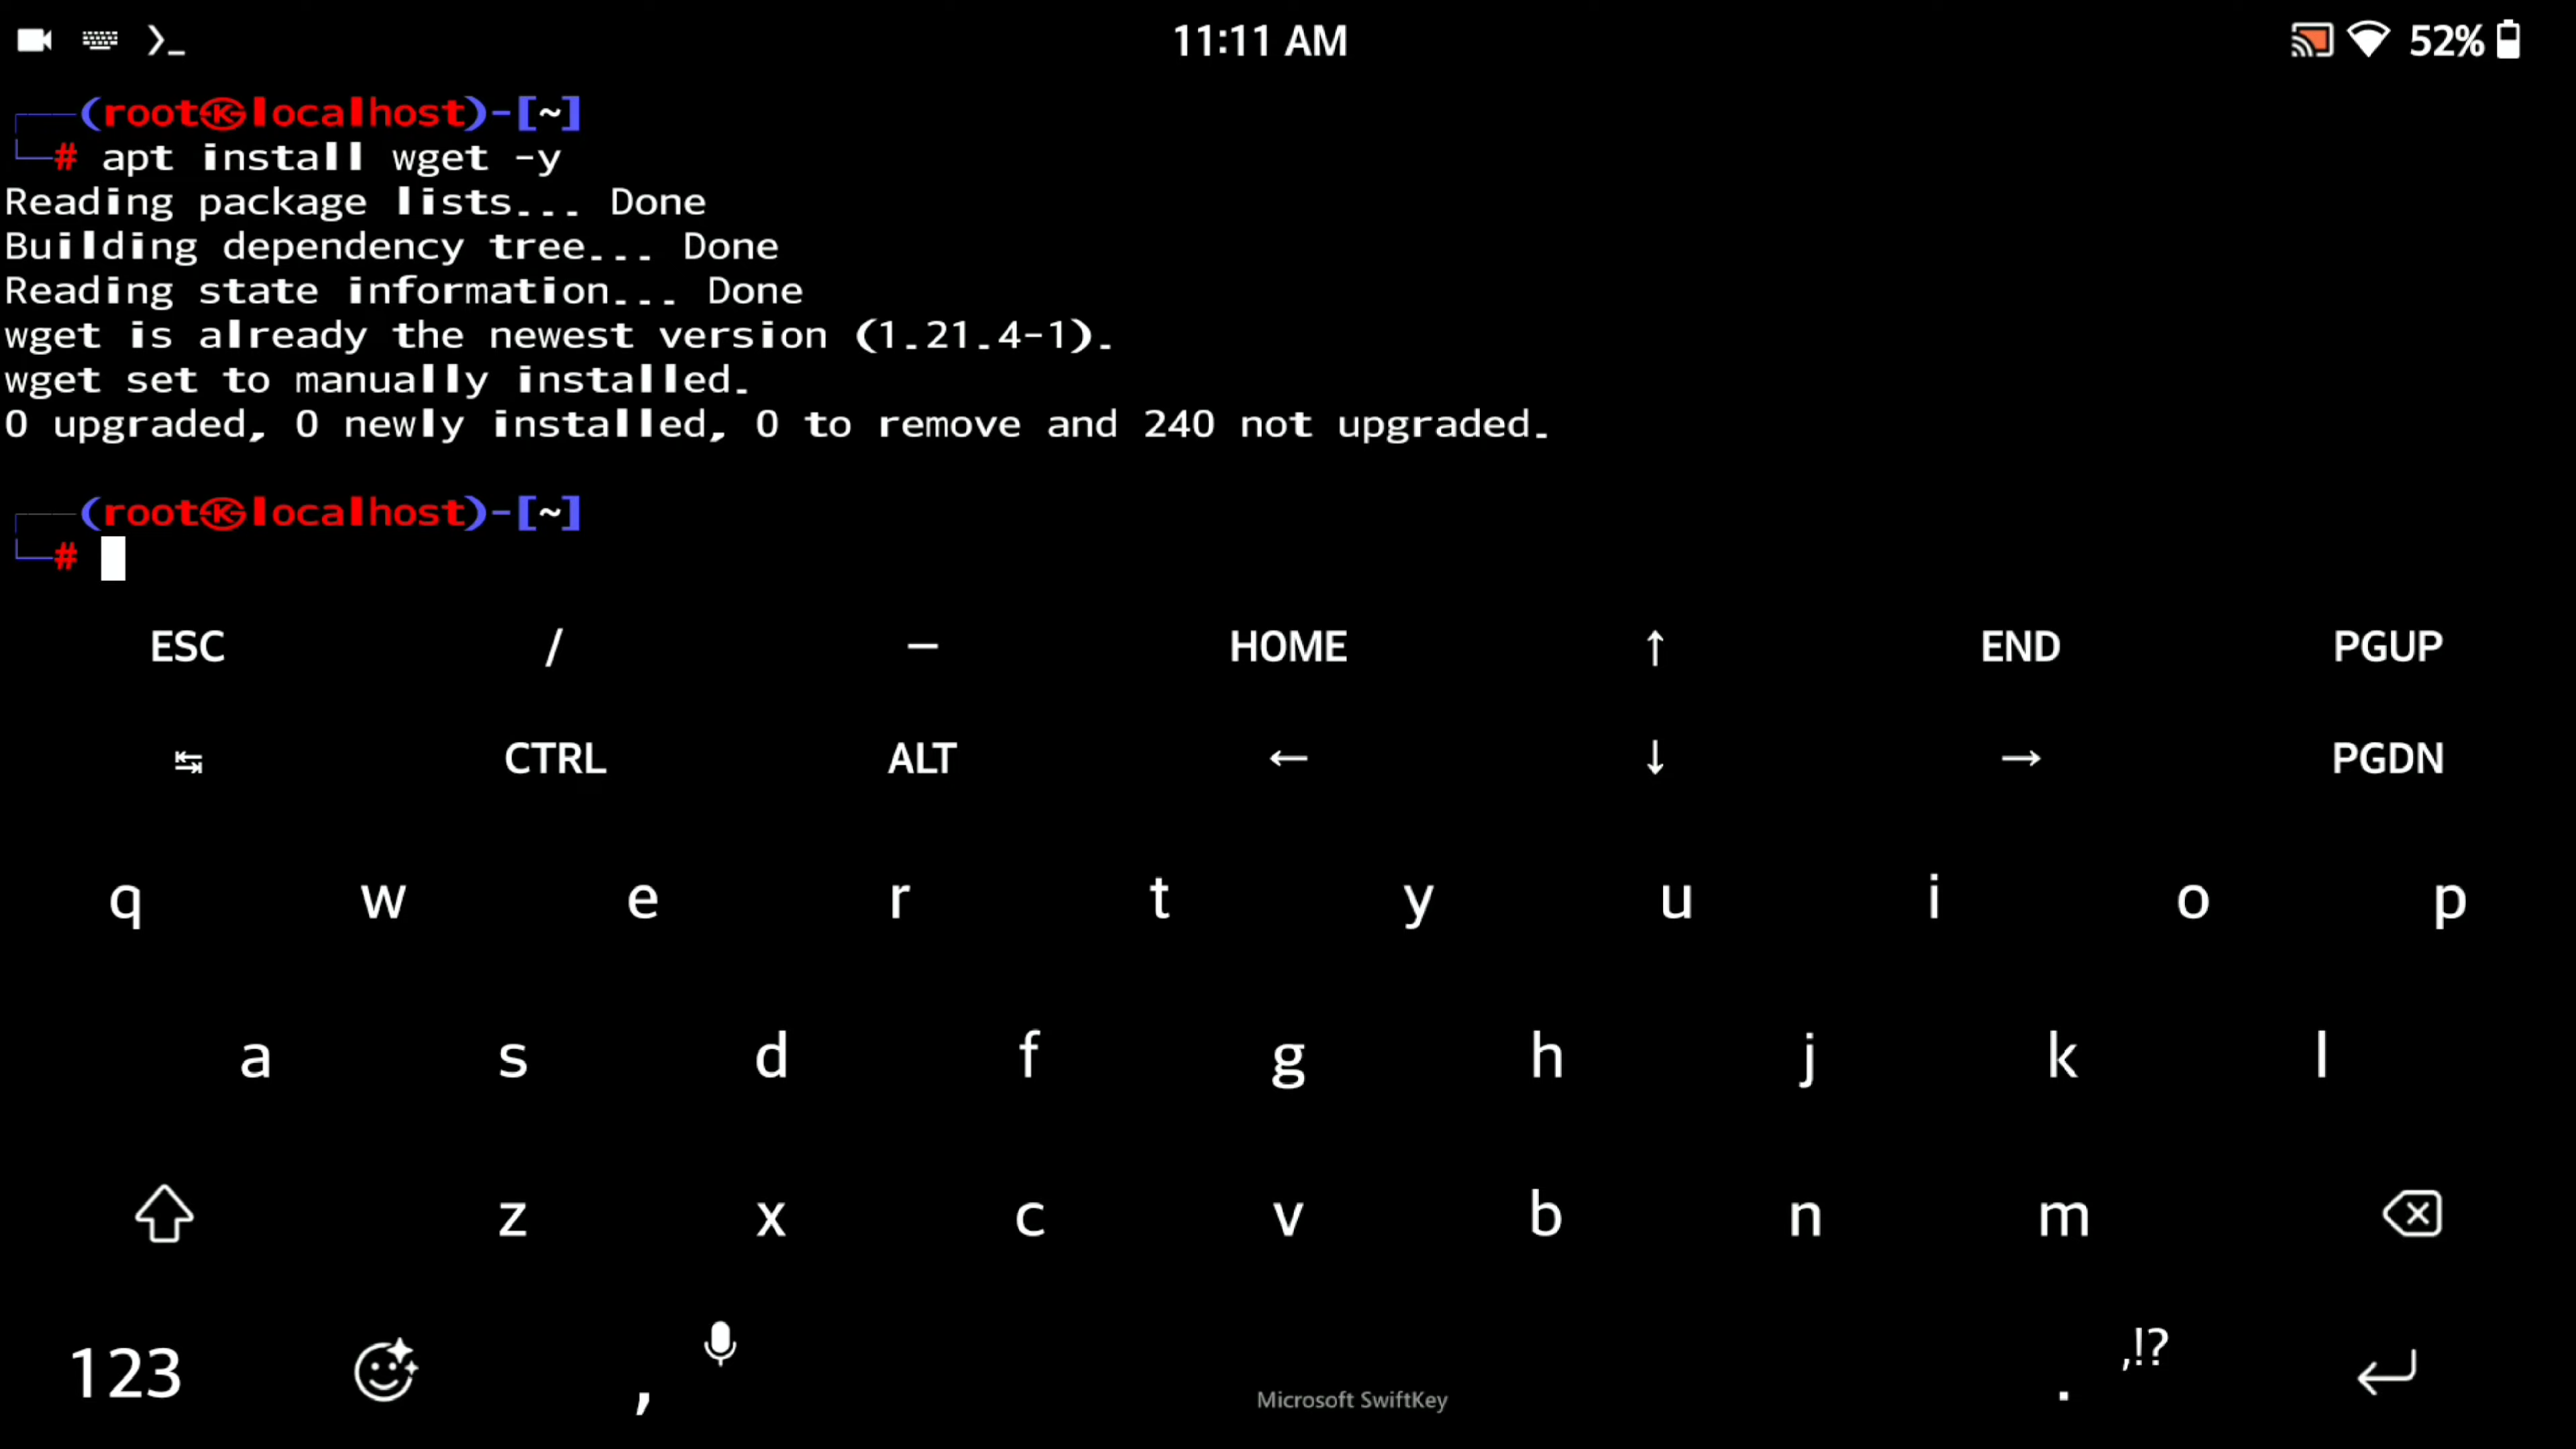 11:11 AM
52%
(root㉿localhost)-[~]
# apt install wget -y
Reading package lists... Done
Building dependency tree... Done
Reading state information... Done
wget is already the newest version (1.21.4-1).
wget set to manually installed.
0 upgraded, 0 newly installed, 0 to remove and 240 not upgraded.
(root㉿localhost)-[~]
#
ESC / — HOME ↑ END PGUP
↹ CTRL ALT ← ↓ → PGDN
q w e r t y u i o p
a s d f g h j k l
z x c v b n m
123 , Microsoft SwiftKey . ,!?